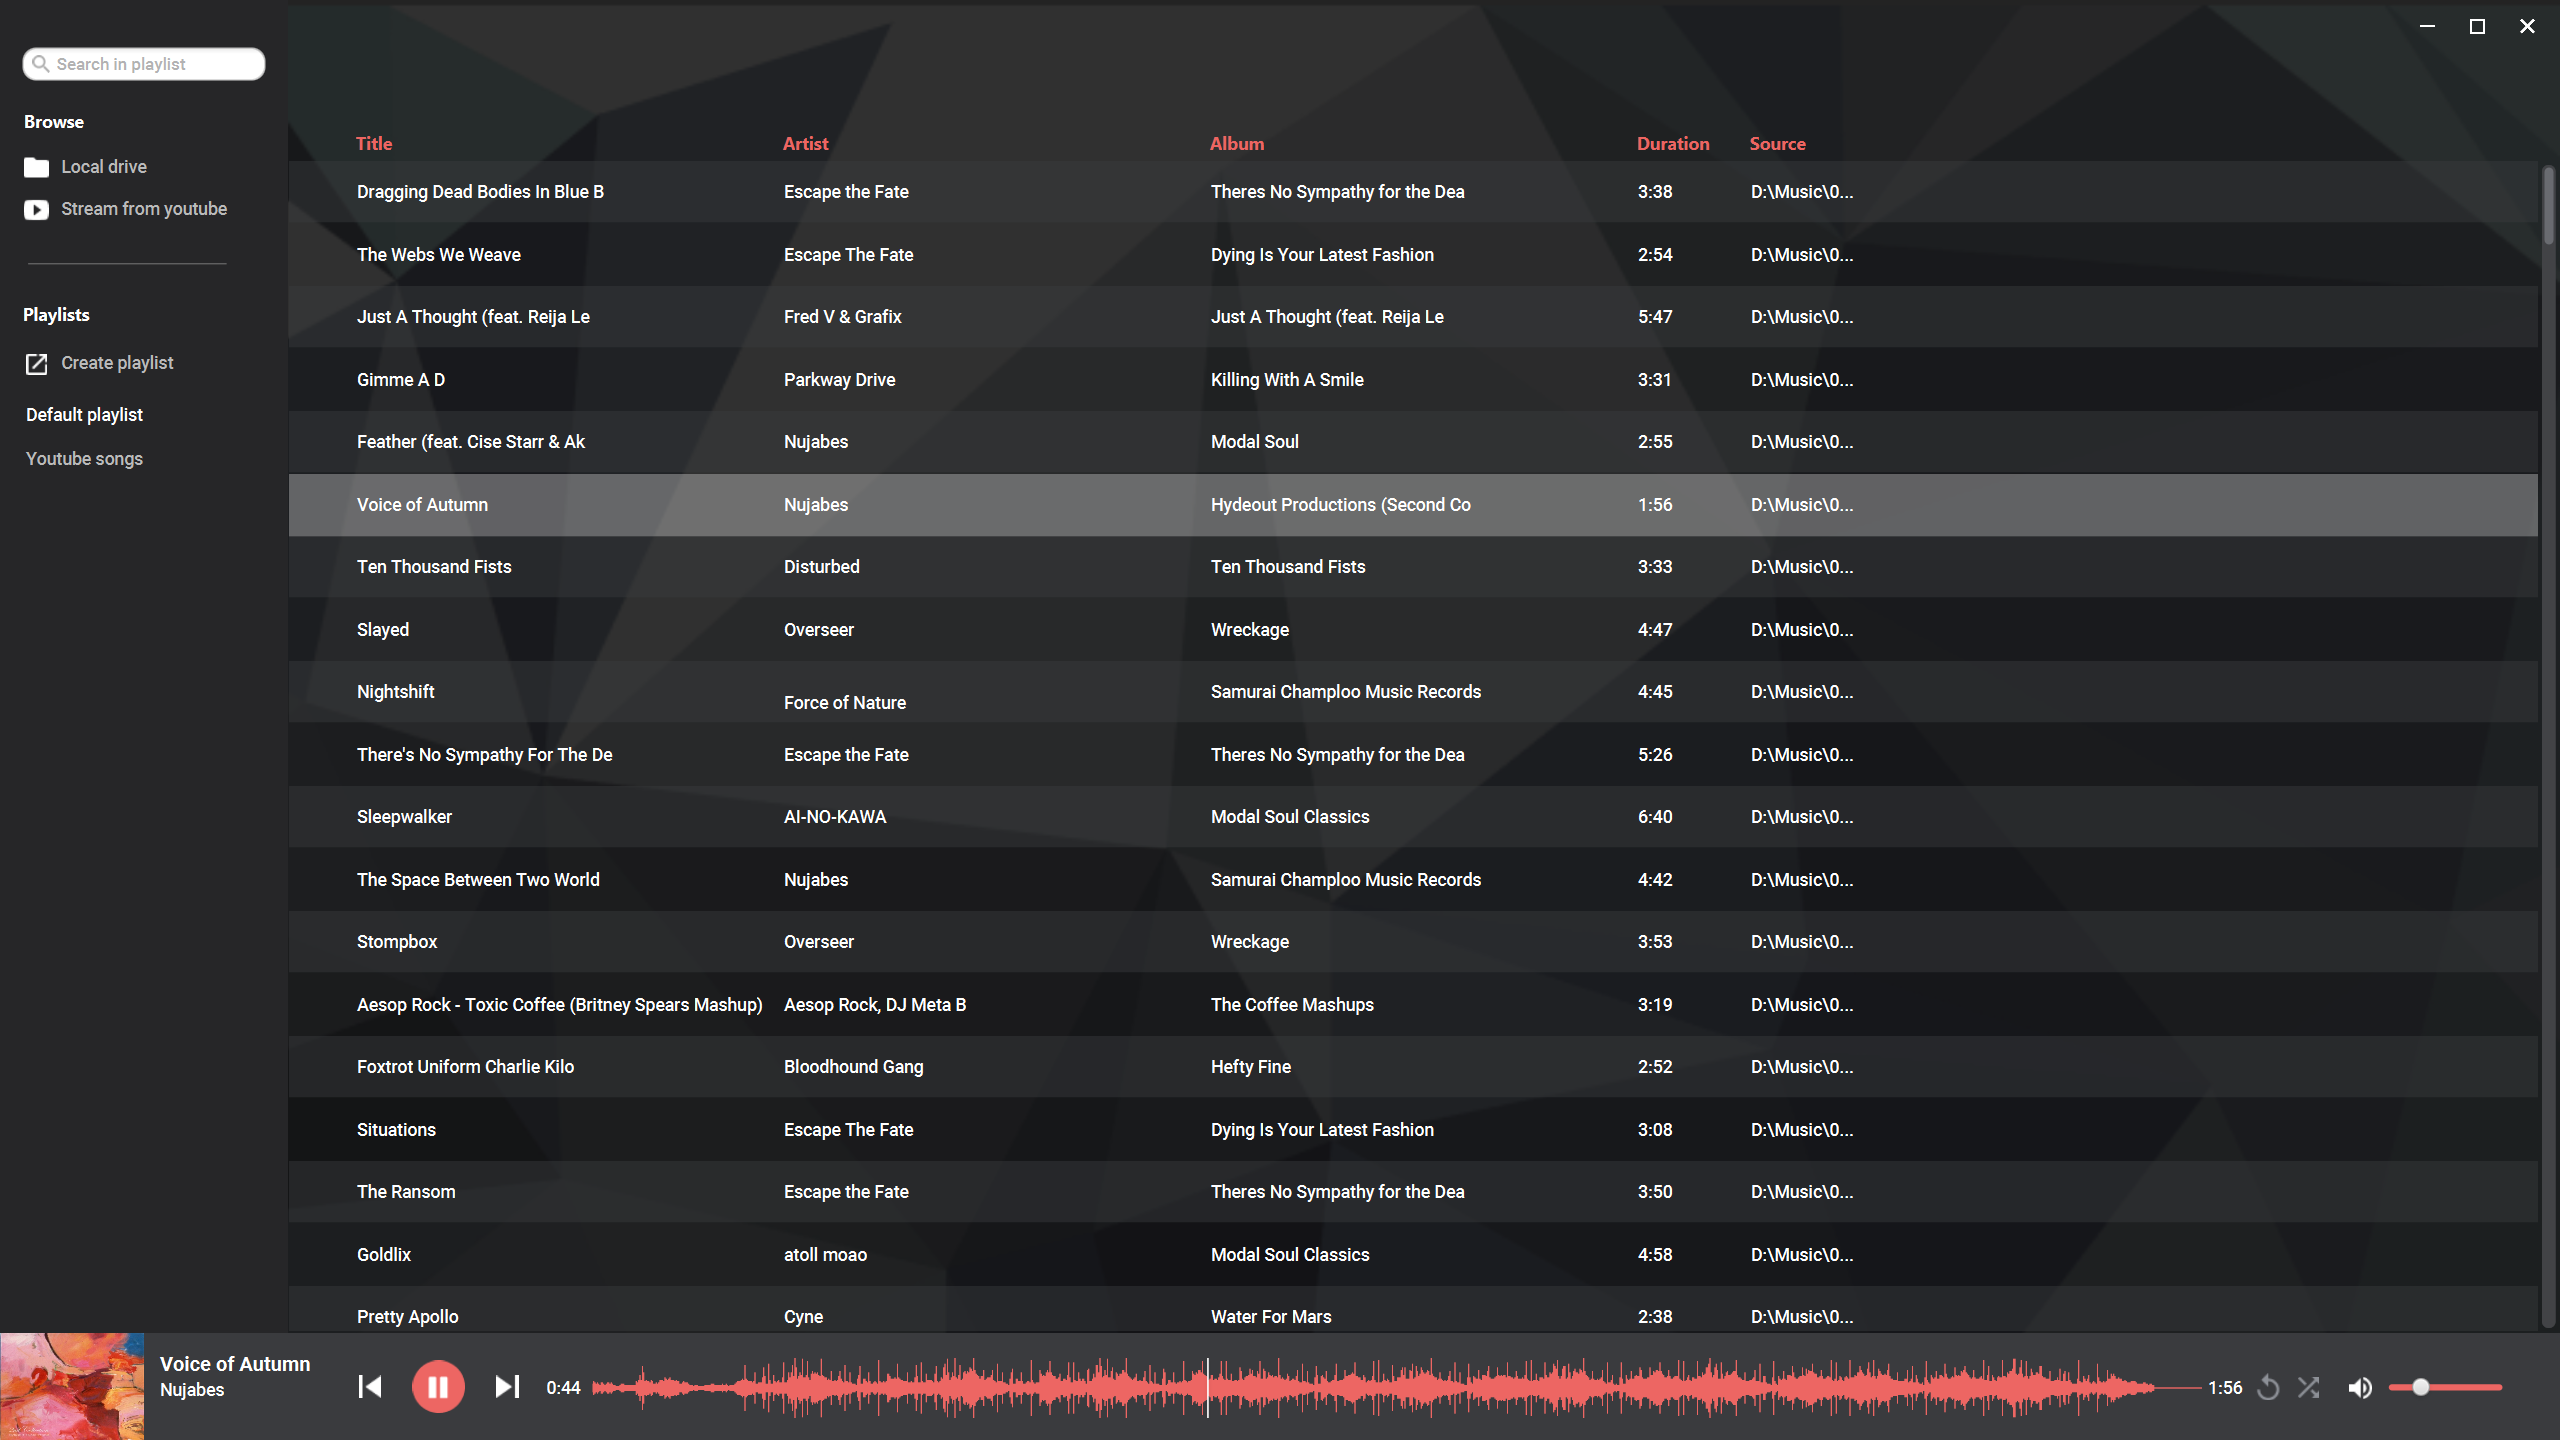 Search in playlist
Browse
Local drive
Stream from youtube
Playlists
Create playlist
Default playlist
Youtube songs
Title Artist Album Duration Source
Dragging Dead Bodies In Blue B Escape the Fate Theres No Sympathy for the Dea 3:38 D:\Music\0...
The Webs We Weave Escape The Fate Dying Is Your Latest Fashion 2:54 D:\Music\0...
Just A Thought (feat. Reija Le Fred V & Grafix Just A Thought (feat. Reija Le 5:47 D:\Music\0...
Gimme A D Parkway Drive Killing With A Smile 3:31 D:\Music\0...
Feather (feat. Cise Starr & Ak Nujabes Modal Soul 2:55 D:\Music\0...
Voice of Autumn Nujabes Hydeout Productions (Second Co 1:56 D:\Music\0...
Ten Thousand Fists Disturbed Ten Thousand Fists 3:33 D:\Music\0...
Slayed Overseer Wreckage 4:47 D:\Music\0...
Nightshift Force of Nature Samurai Champloo Music Records 4:45 D:\Music\0...
There's No Sympathy For The De Escape the Fate Theres No Sympathy for the Dea 5:26 D:\Music\0...
Sleepwalker AI-NO-KAWA Modal Soul Classics 6:40 D:\Music\0...
The Space Between Two World Nujabes Samurai Champloo Music Records 4:42 D:\Music\0...
Stompbox Overseer Wreckage 3:53 D:\Music\0...
Aesop Rock - Toxic Coffee (Britney Spears Mashup) Aesop Rock, DJ Meta B The Coffee Mashups 3:19 D:\Music\0...
Foxtrot Uniform Charlie Kilo Bloodhound Gang Hefty Fine 2:52 D:\Music\0...
Situations Escape The Fate Dying Is Your Latest Fashion 3:08 D:\Music\0...
The Ransom Escape the Fate Theres No Sympathy for the Dea 3:50 D:\Music\0...
Goldlix atoll moao Modal Soul Classics 4:58 D:\Music\0...
Pretty Apollo Cyne Water For Mars 2:38 D:\Music\0...
Voice of Autumn
Nujabes
0:44 1:56